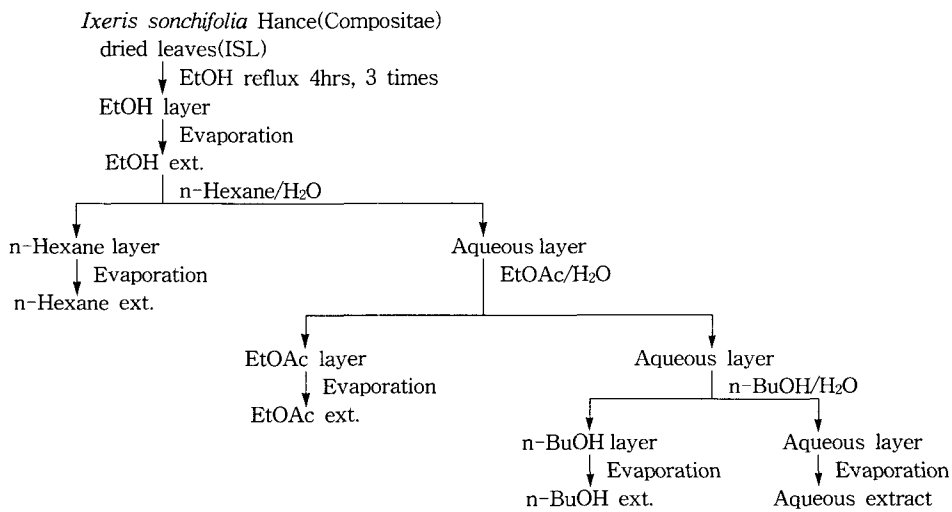 Ixeris sonchifolia Hance(Compositae)
dried leaves(ISL)
EtOH reflux 4hrs, 3 times
EtOH layer
Evaporation
EtOH ext.
n-Hexane/H₂O
n-Hexane layer
Evaporation
n-Hexane ext.
Aqueous layer
EtOAc/H₂O
EtOAc layer
Evaporation
EtOAc ext.
Aqueous layer
n-BuOH/H₂O
n-BuOH layer
Evaporation
n-BuOH ext.
Aqueous layer
Evaporation
Aqueous extract